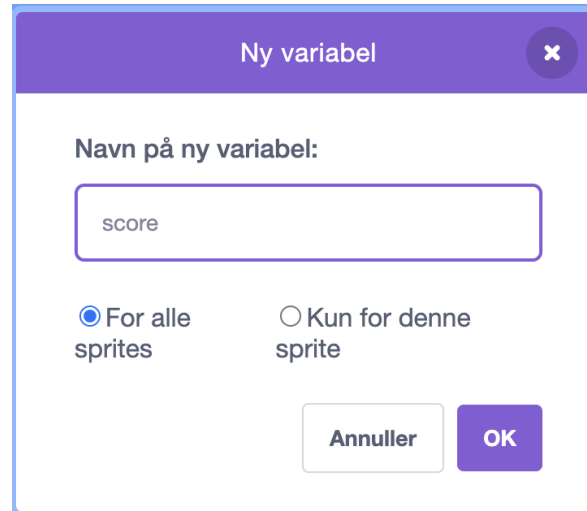 Ny variabel
Navn på ny variabel:
score
For alle
sprites
Kun for denne
sprite
Annuller
OK